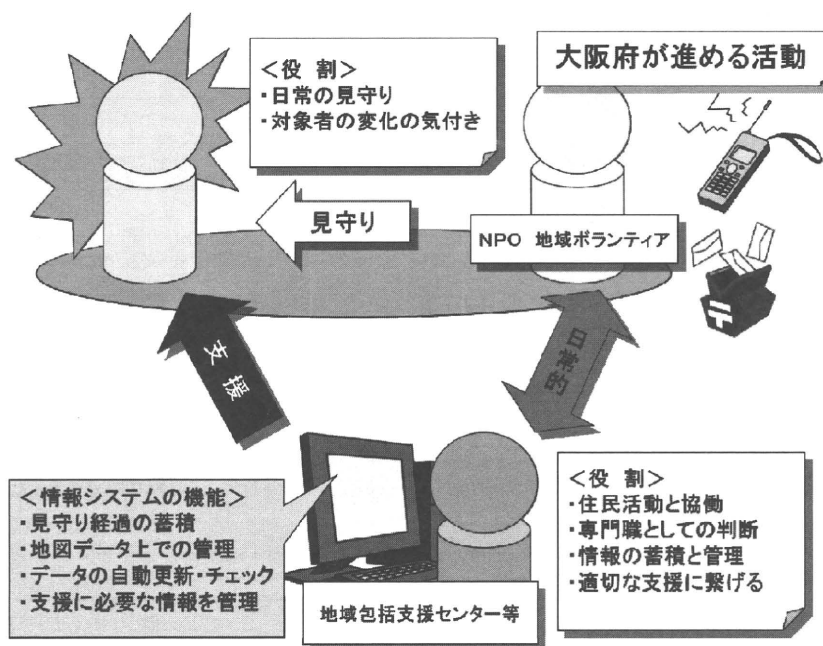 大阪府が進める活動
＜役 割＞
・日常の見守り
・対象者の変化の気付き
見守り
NPO 地域ボランティア
〒
支援
日常的
＜情報システムの機能＞
・見守り経過の蓄積
・地図データ上での管理
・データの自動更新・チェック
・支援に必要な情報を管理
地域包括支援センター等
＜役 割＞
・住民活動と協働
・専門職としての判断
・情報の蓄積と管理
・適切な支援に繋げる